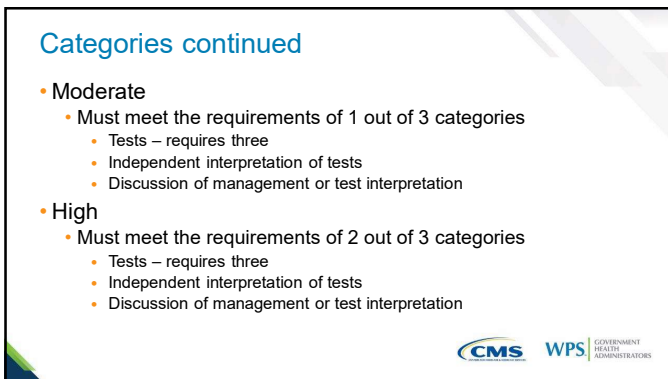 Categories continued
• Moderate
• Must meet the requirements of 1 out of 3 categories
• Tests – requires three
• Independent interpretation of tests
• Discussion of management or test interpretation
• High
• Must meet the requirements of 2 out of 3 categories
• Tests – requires three
• Independent interpretation of tests
• Discussion of management or test interpretation
CMS
WPS
GOVERNMENT
HEALTH
ADMINISTRATORS